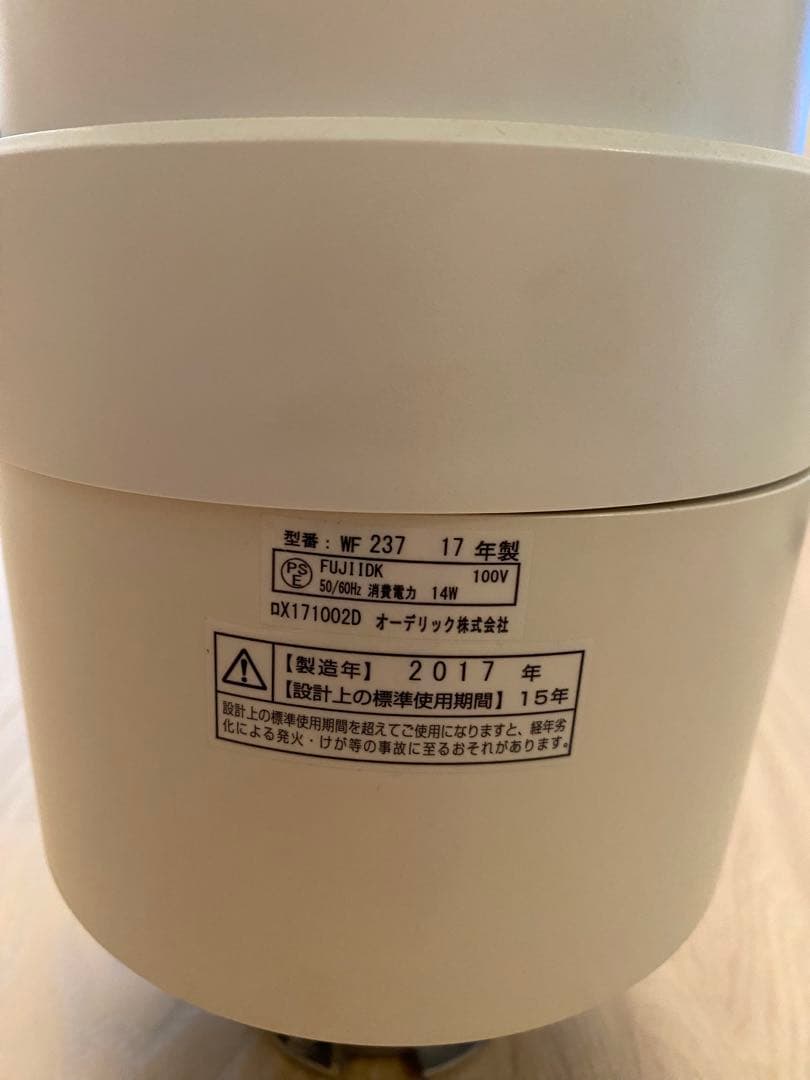 型番：WF 237 17年製
PSE FUJIIDK 100V
50/60Hz 消費電力 14W
ロX171002D オーデリック株式会社
【製造年】 2017 年
【設計上の標準使用期間】15年
設計上の標準使用期間を超えてご使用になりますと、経年劣
化による発火・けが等の事故に至るおそれがあります。